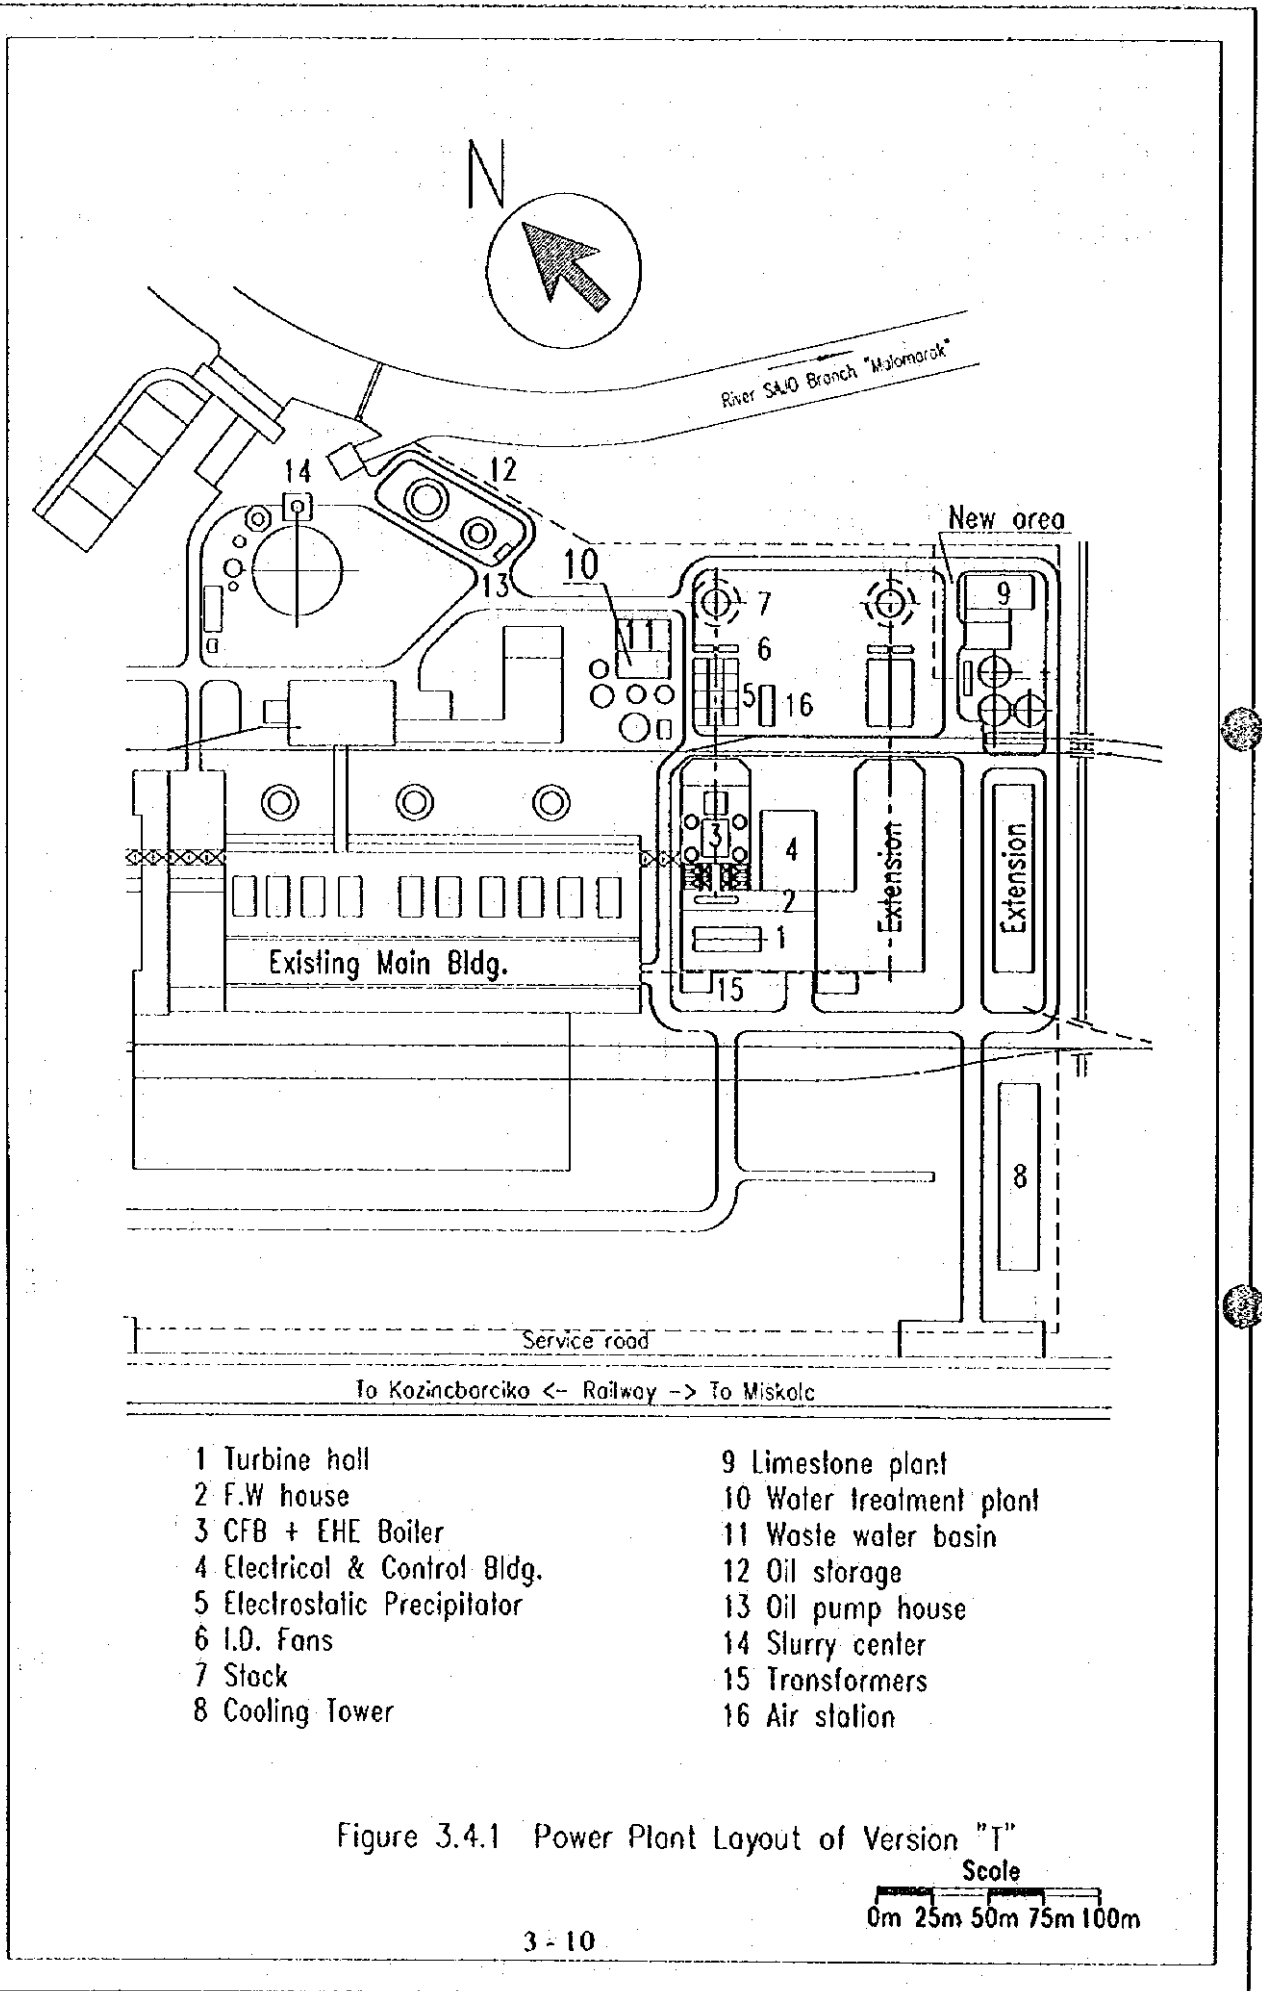 N
River SAJO Branch "Malomarok"
14
12
New area
10
13
9
7
11
6
5
16
3
4
Extension
Extension
2
1
Existing Main Bldg.
15
8
Service road
To Kazincbarcika <- Railway -> To Miskolc
1 Turbine hall
2 F.W house
3 CFB + EHE Boiler
4 Electrical & Control Bldg.
5 Electrostatic Precipitator
6 I.D. Fans
7 Stack
8 Cooling Tower
9 Limestone plant
10 Water treatment plant
11 Waste water basin
12 Oil storage
13 Oil pump house
14 Slurry center
15 Transformers
16 Air station
Figure 3.4.1 Power Plant Layout of Version "T"
Scale
0m 25m 50m 75m 100m
3 - 10